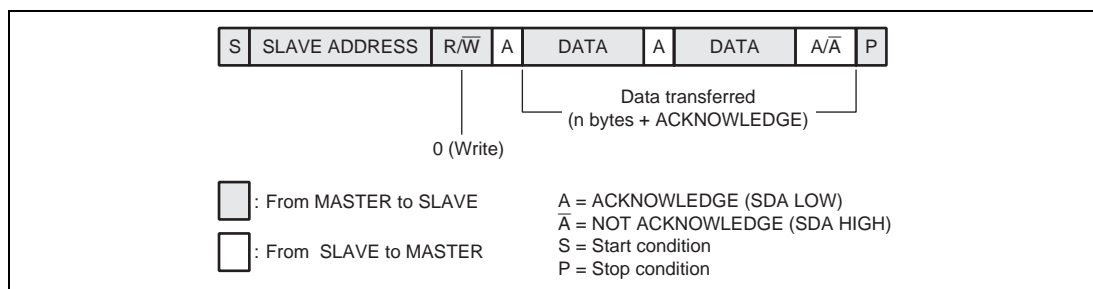 S SLAVE ADDRESS R/W̅ A DATA A DATA A/A̅ P
Data transferred
(n bytes + ACKNOWLEDGE)
0 (Write)
: From MASTER to SLAVE
: From SLAVE to MASTER
A = ACKNOWLEDGE (SDA LOW)
A̅ = NOT ACKNOWLEDGE (SDA HIGH)
S = Start condition
P = Stop condition